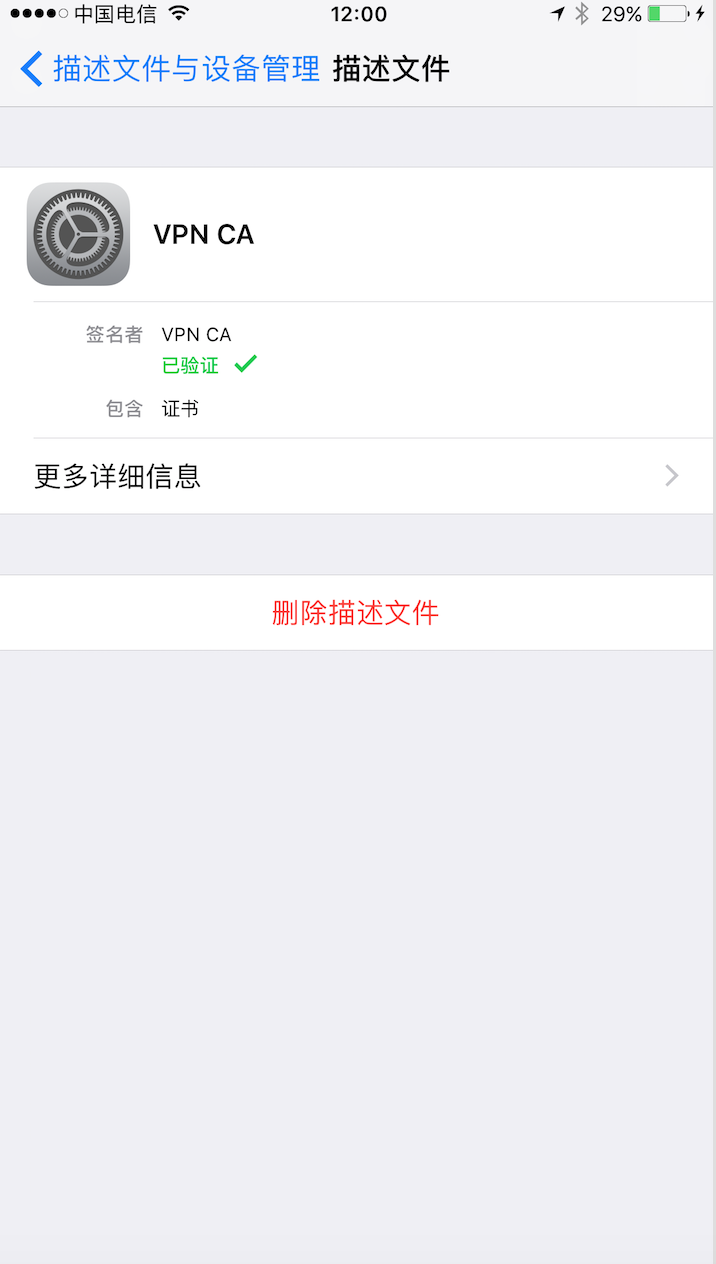 中国电信 12:00 29%
描述文件与设备管理 描述文件
VPN CA
签名者 VPN CA
已验证
包含 证书
更多详细信息
删除描述文件